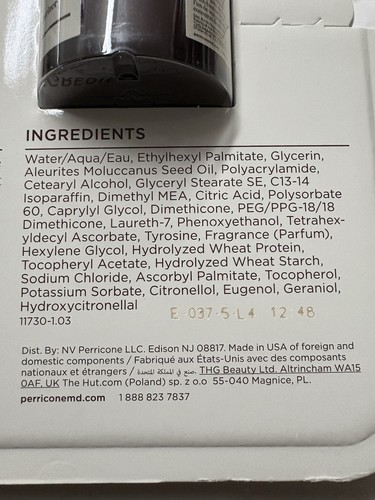 INGREDIENTS
Water/Aqua/Eau, Ethylhexyl Palmitate, Glycerin,
Aleurites Moluccanus Seed Oil, Polyacrylamide,
Cetearyl Alcohol, Glyceryl Stearate SE, C13-14
Isoparaffin, Dimethyl MEA, Citric Acid, Polysorbate
60, Caprylyl Glycol, Dimethicone, PEG/PPG-18/18
Dimethicone, Laureth-7, Phenoxyethanol, Tetrahex-
yldecyl Ascorbate, Tyrosine, Fragrance (Parfum),
Hexylene Glycol, Hydrolyzed Wheat Protein,
Tocopheryl Acetate, Hydrolyzed Wheat Starch,
Sodium Chloride, Ascorbyl Palmitate, Tocopherol,
Potassium Sorbate, Citronellol, Eugenol, Geraniol,
Hydroxycitronellal
E-037-5-L4 12:48
11730-1.03
Dist. By: NV Perricone LLC. Edison NJ 08817. Made in USA of foreign and
domestic components / Fabriqué aux États-Unis avec des composants
nationaux et étrangers / صنع في المملكة المتحدة. THG Beauty Ltd. Altrincham WA15
0AF, UK The Hut.com (Poland) sp. z o.o 55-040 Magnice, PL.
perriconemd.com 1 888 823 7837